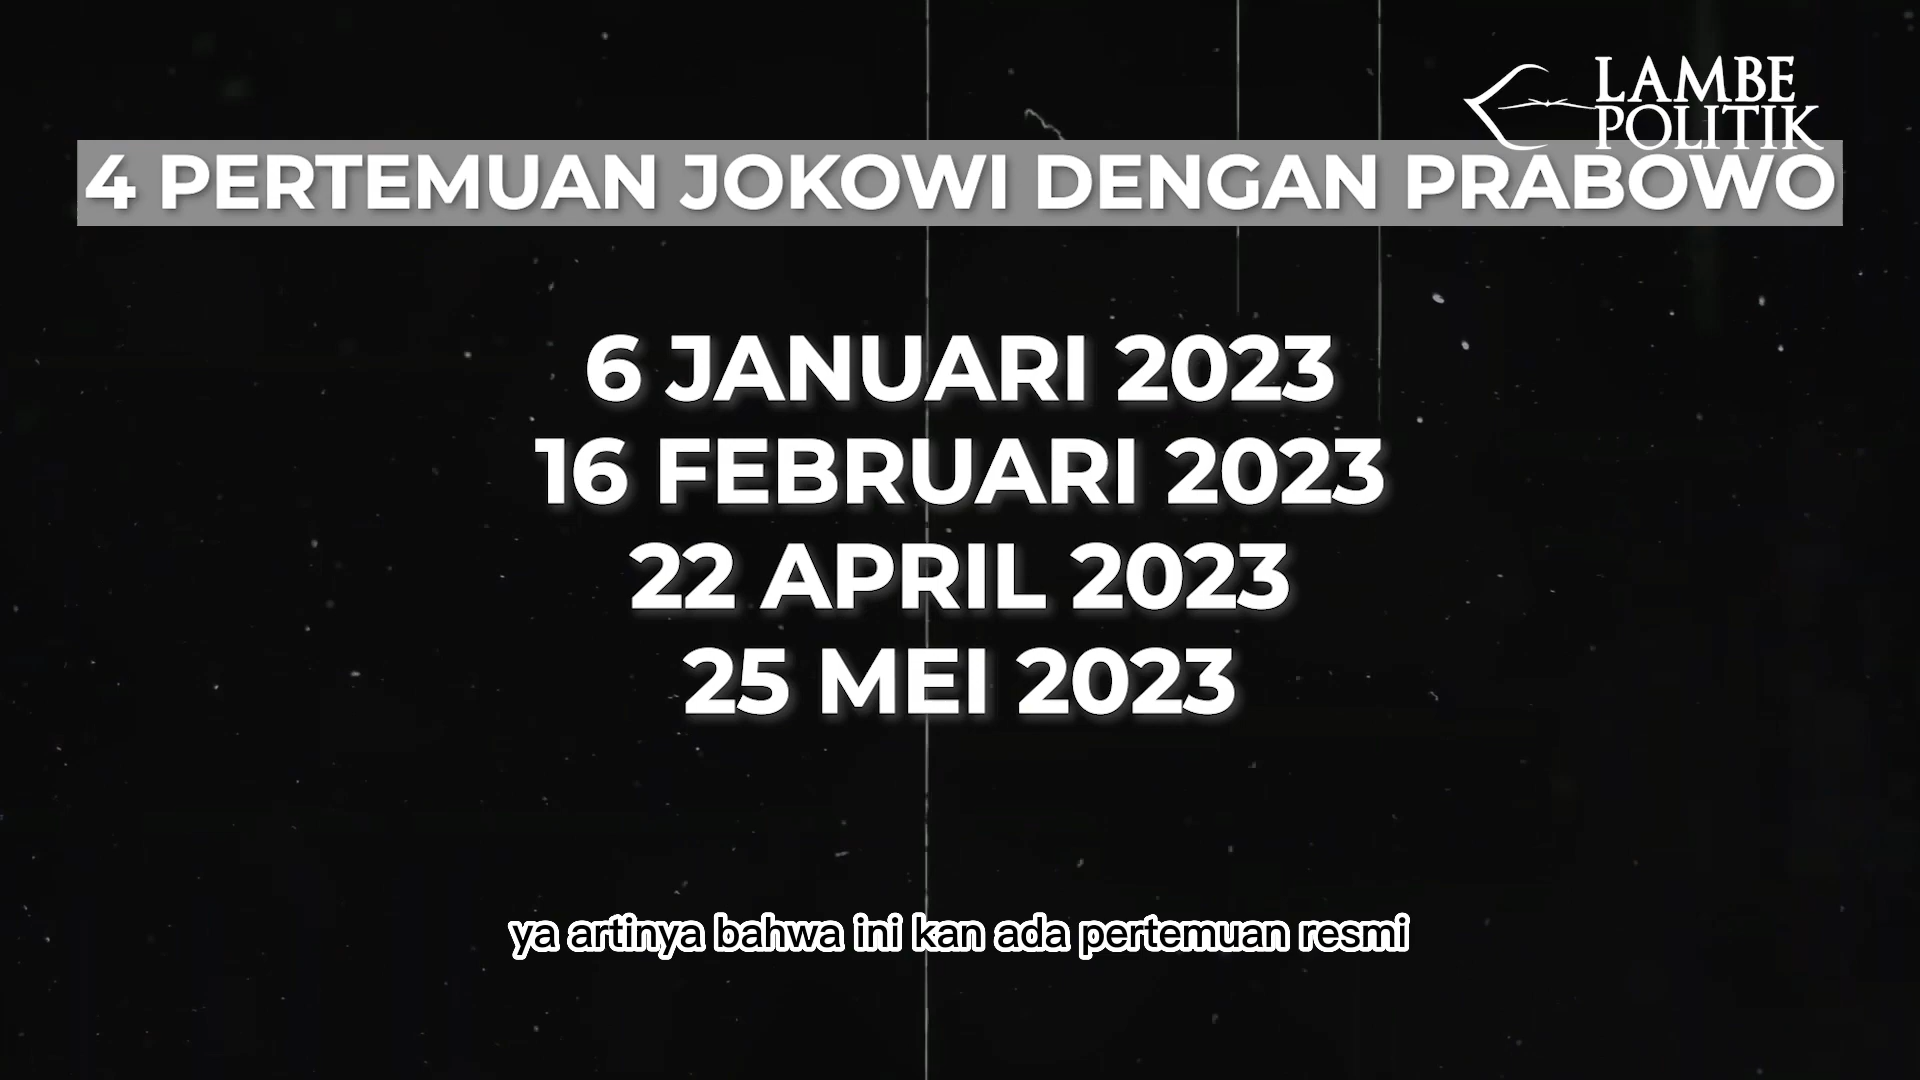 LAMBE
POLITIK
4 PERTEMUAN JOKOWI DENGAN PRABOWO
6 JANUARI 2023
16 FEBRUARI 2023
22 APRIL 2023
25 MEI 2023
ya artinya bahwa ini kan ada pertemuan resmi